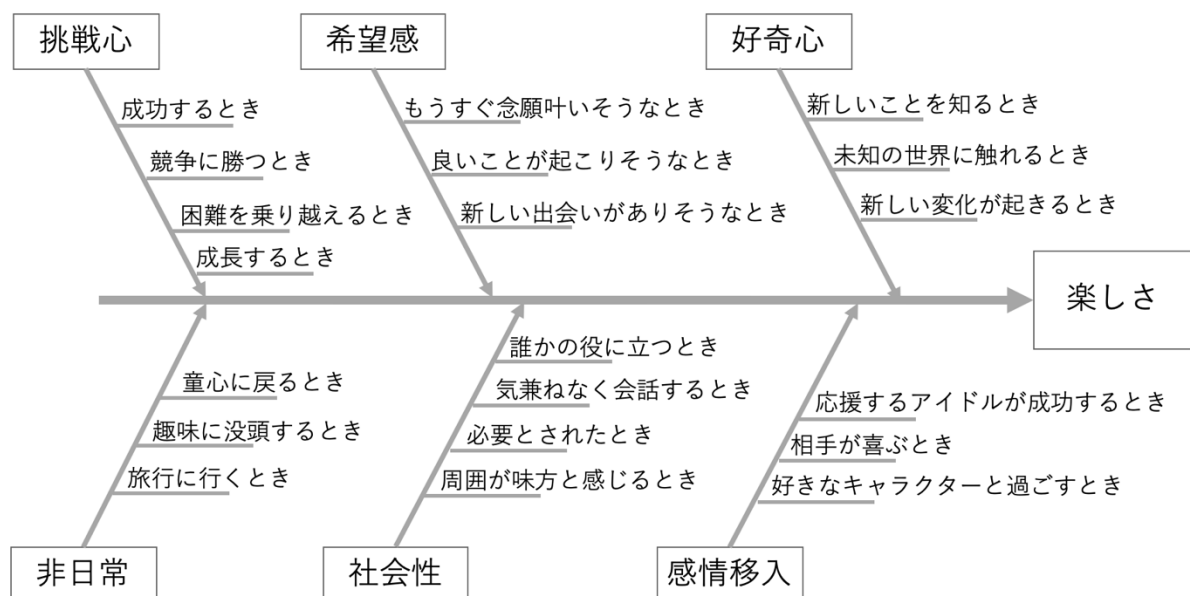 挑戦心
成功するとき
競争に勝つとき
困難を乗り越えるとき
成長するとき
希望感
もうすぐ念願叶いそうなとき
良いことが起こりそうなとき
新しい出会いがありそうなとき
好奇心
新しいことを知るとき
未知の世界に触れるとき
新しい変化が起きるとき
楽しさ
童心に戻るとき
趣味に没頭するとき
旅行に行くとき
非日常
誰かの役に立つとき
気兼ねなく会話するとき
必要とされたとき
周囲が味方と感じるとき
社会性
応援するアイドルが成功するとき
相手が喜ぶとき
好きなキャラクターと過ごすとき
感情移入